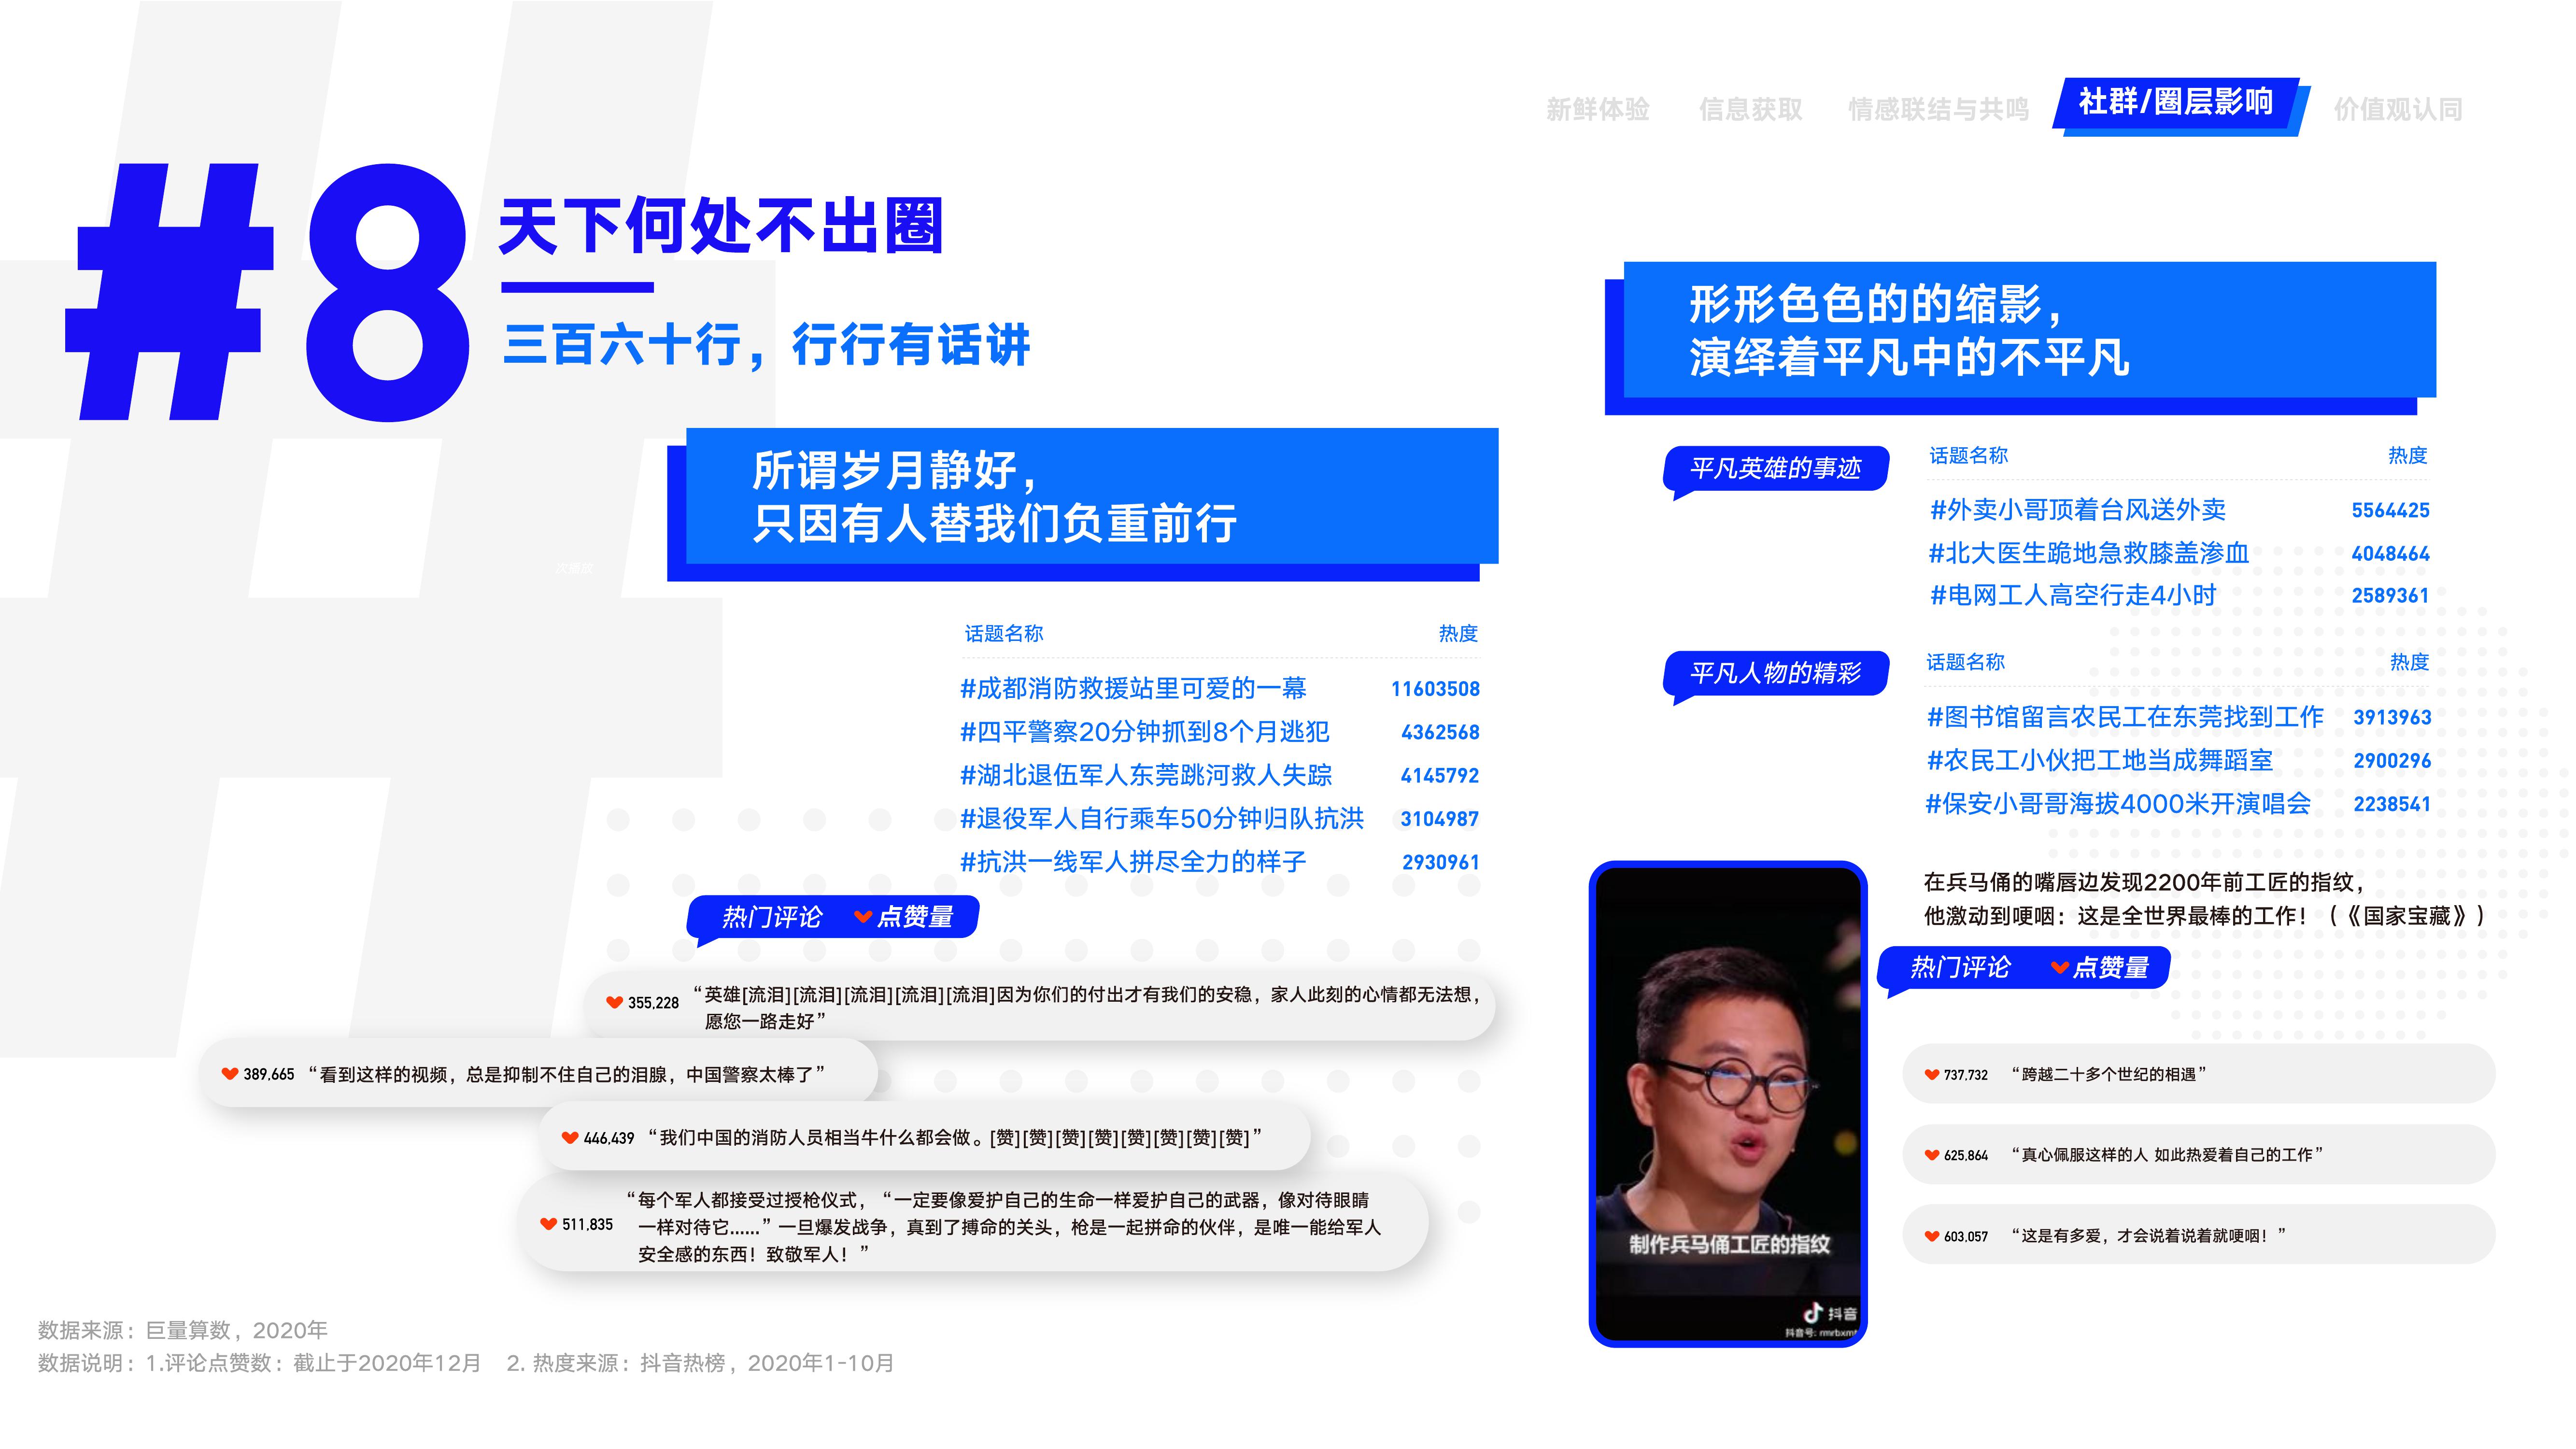 新鲜体验 信息获取 情感联结与共鸣 社群/圈层影响 价值观认同
#8
天下何处不出圈
三百六十行，行行有话讲
所谓岁月静好，
只因有人替我们负重前行
话题名称 热度
#成都消防救援站里可爱的一幕 11603508
#四平警察20分钟抓到8个月逃犯 4362568
#湖北退伍军人东莞跳河救人失踪 4145792
#退役军人自行乘车50分钟归队抗洪 3104987
#抗洪一线军人拼尽全力的样子 2930961
热门评论 点赞量
355,228 “英雄[流泪][流泪][流泪][流泪][流泪]因为你们的付出才有我们的安稳，家人此刻的心情都无法想，
愿您一路走好”
389,665 “看到这样的视频，总是抑制不住自己的泪腺，中国警察太棒了”
446,439 “我们中国的消防人员相当牛什么都会做。[赞][赞][赞][赞][赞][赞][赞][赞]”
“每个军人都接受过授枪仪式，“一定要像爱护自己的生命一样爱护自己的武器，像对待眼睛
511,835 一样对待它......”一旦爆发战争，真到了搏命的关头，枪是一起拼命的伙伴，是唯一能给军人
安全感的东西！致敬军人！”
形形色色的的缩影，
演绎着平凡中的不平凡
平凡英雄的事迹
话题名称 热度
#外卖小哥顶着台风送外卖 5564425
#北大医生跪地急救膝盖渗血 4048464
#电网工人高空行走4小时 2589361
平凡人物的精彩
话题名称 热度
#图书馆留言农民工在东莞找到工作 3913963
#农民工小伙把工地当成舞蹈室 2900296
#保安小哥哥海拔4000米开演唱会 2238541
在兵马俑的嘴唇边发现2200年前工匠的指纹，
他激动到哽咽：这是全世界最棒的工作！（《国家宝藏》）
热门评论 点赞量
737,732 “跨越二十多个世纪的相遇”
625,864 “真心佩服这样的人 如此热爱着自己的工作”
603,057 “这是有多爱，才会说着说着就哽咽！”
制作兵马俑工匠的指纹
抖音
抖音号: rmrbxmt
数据来源：巨量算数，2020年
数据说明：1.评论点赞数：截止于2020年12月 2. 热度来源：抖音热榜，2020年1-10月